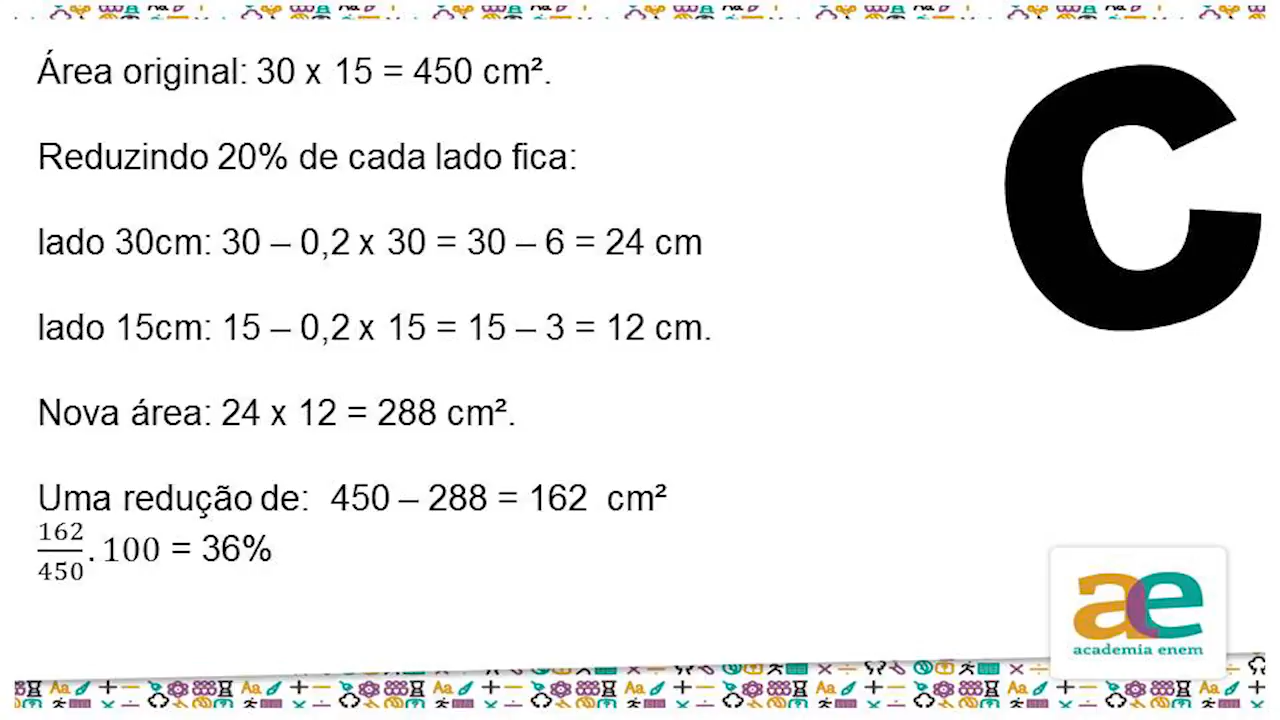 Área original: 30 x 15 = 450 cm².
Reduzindo 20% de cada lado fica:
lado 30cm: 30 – 0,2 x 30 = 30 – 6 = 24 cm
lado 15cm: 15 – 0,2 x 15 = 15 – 3 = 12 cm.
Nova área: 24 x 12 = 288 cm².
Uma redução de: 450 – 288 = 162 cm²
162/450 . 100 = 36%
C
ae
academia enem